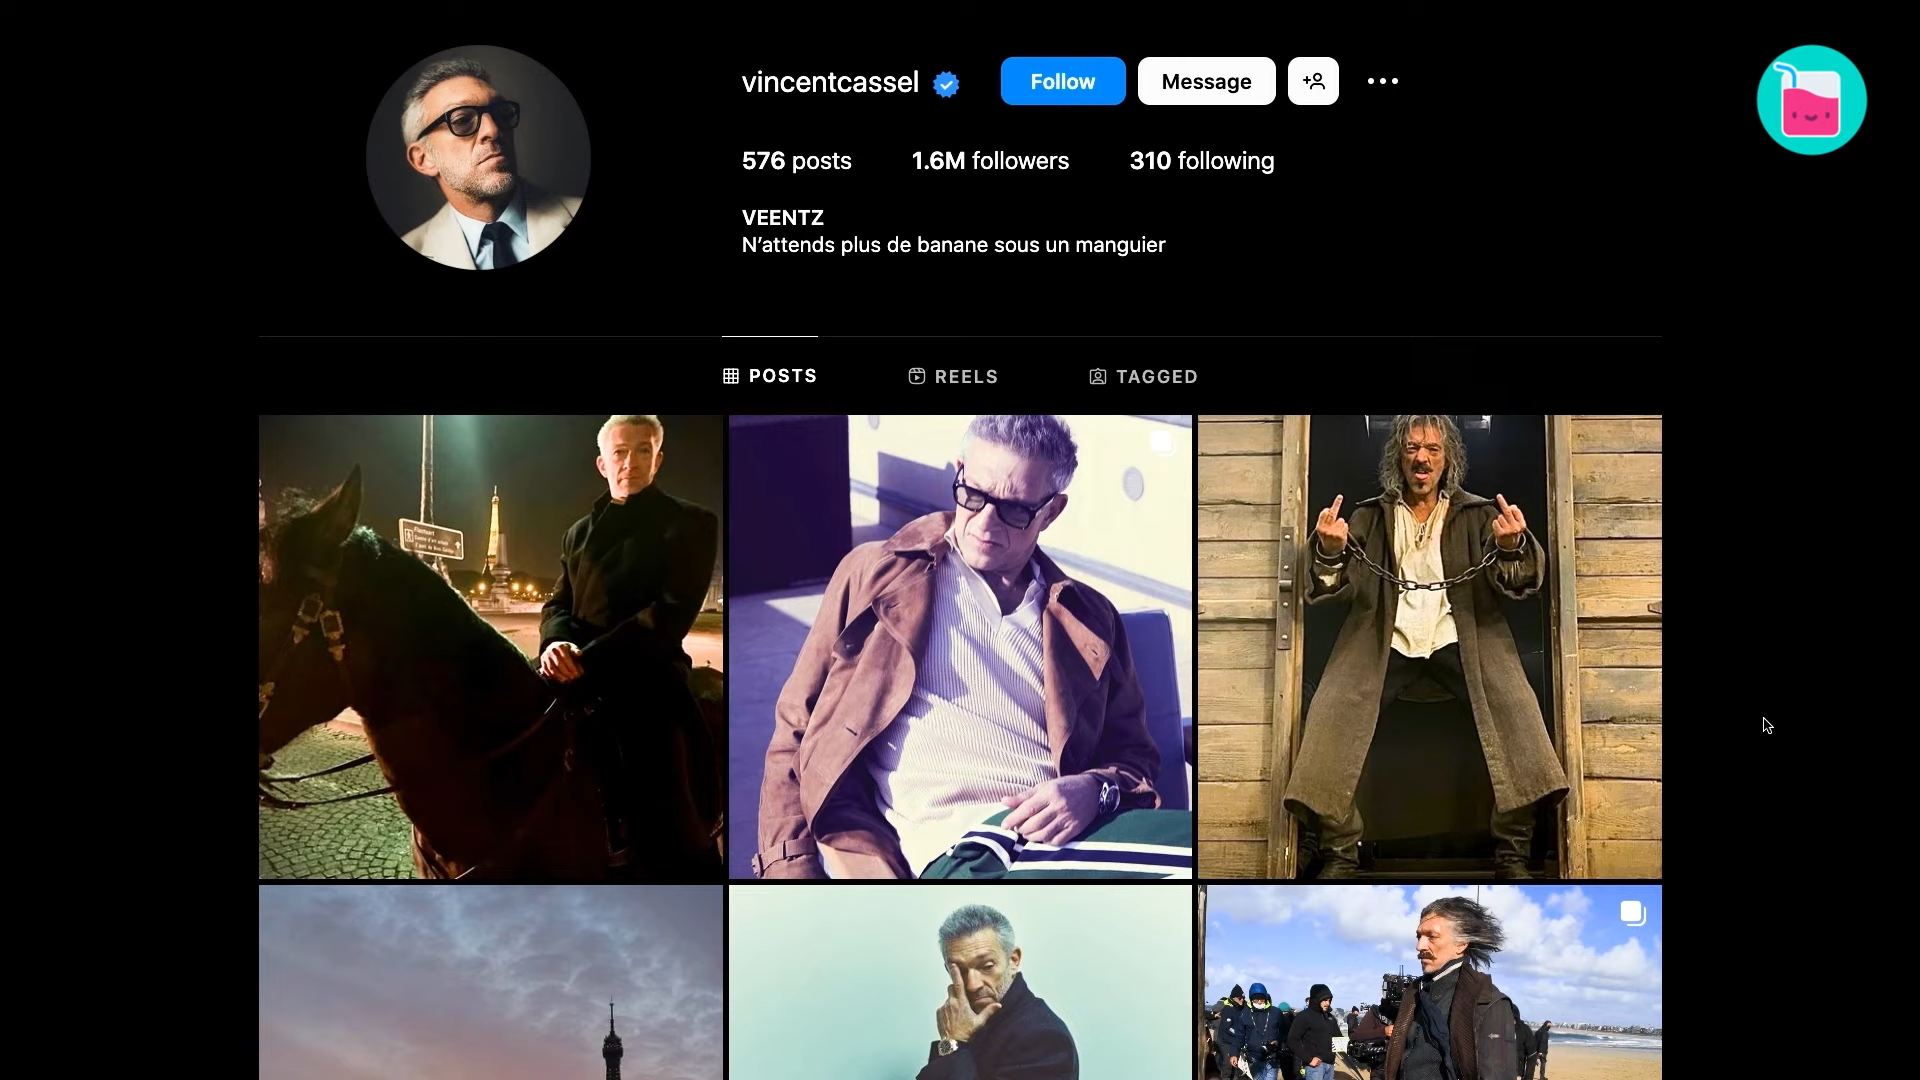 vincentcassel
Follow
Message
576 posts
1.6M followers
310 following
VEENTZ
N’attends plus de banane sous un manguier
POSTS
REELS
TAGGED